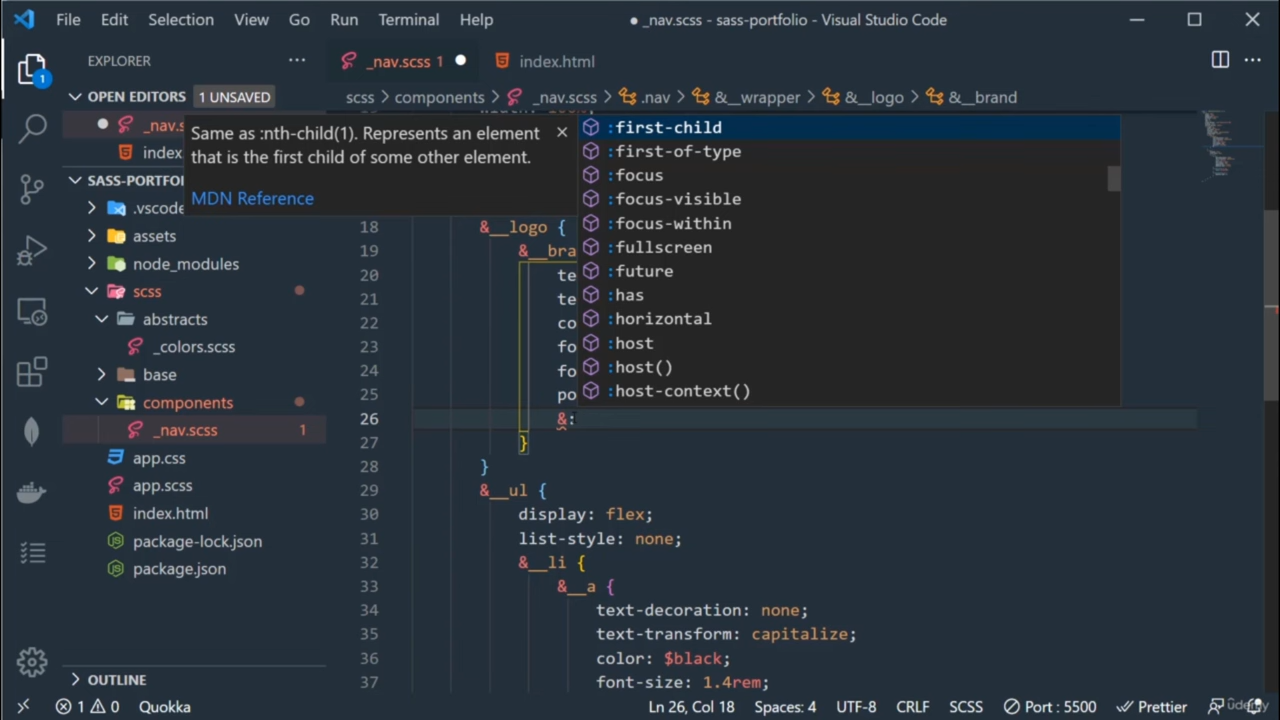 File Edit Selection View Go Run Terminal Help
● _nav.scss - sass-portfolio - Visual Studio Code
EXPLORER
_nav.scss 1
index.html
1
OPEN EDITORS 1 UNSAVED
scss > components > _nav.scss > .nav > &__wrapper > &__logo > &__brand
_nav.s
index
Same as :nth-child(1). Represents an element
that is the first child of some other element.
MDN Reference
:first-child
:first-of-type
:focus
:focus-visible
:focus-within
:fullscreen
:future
:has
:horizontal
:host
:host()
:host-context()
SASS-PORTFOL
.vscode
assets
node_modules
scss
abstracts
_colors.scss
base
components
_nav.scss 1
app.css
app.scss
index.html
package-lock.json
package.json
OUTLINE
18 &__logo {
19 &__bra
20 te
21 te
22 co
23 fo
24 fo
25 po
26 &:
27 }
28 }
29 &__ul {
30 display: flex;
31 list-style: none;
32 &__li {
33 &__a {
34 text-decoration: none;
35 text-transform: capitalize;
36 color: $black;
37 font-size: 1.4rem;
1 0 Quokka
Ln 26, Col 18 Spaces: 4 UTF-8 CRLF SCSS Port : 5500 Prettier
udemy